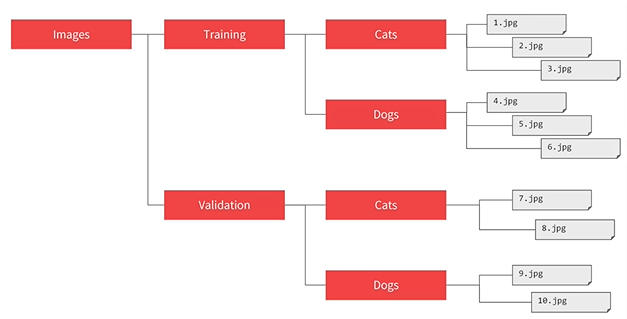 Images
Training
Cats
1.jpg
2.jpg
3.jpg
Dogs
4.jpg
5.jpg
6.jpg
Validation
Cats
7.jpg
8.jpg
Dogs
9.jpg
10.jpg